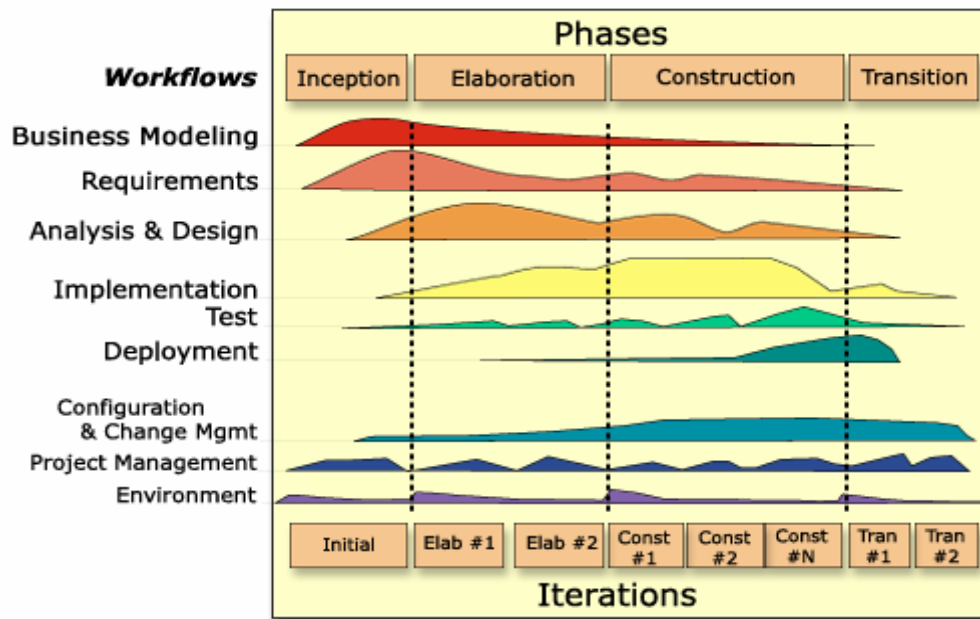 Phases
Workflows
Inception
Elaboration
Construction
Transition
Business Modeling
Requirements
Analysis & Design
Implementation
Test
Deployment
Configuration
& Change Mgmt
Project Management
Environment
Initial
Elab #1
Elab #2
Const
#1
Const
#2
Const
#N
Tran
#1
Tran
#2
Iterations